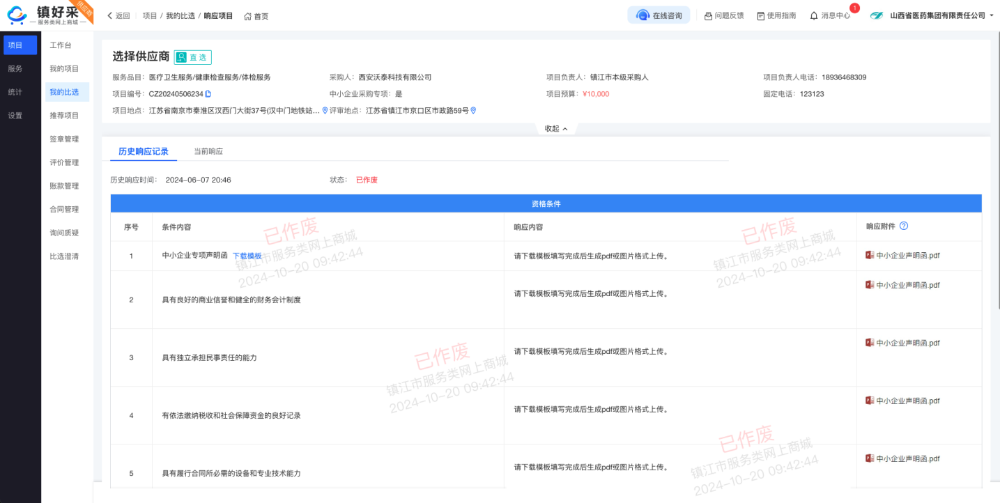 镇好采
服务类网上商城
供应商
返回 项目 / 我的比选 / 响应项目 首页
在线咨询 问题反馈 使用指南 消息中心 1 山西省医药集团有限责任公司
项目
服务
统计
设置
工作台
我的项目
我的比选
推荐项目
签章管理
评价管理
账款管理
合同管理
询问质疑
比选澄清
选择供应商 直选
服务品目: 医疗卫生服务/健康检查服务/体检服务 采购人: 西安沃泰科技有限公司 项目负责人: 镇江市本级采购人 项目负责人电话: 18936468309
项目编号: CZ20240506234 中小企业采购专项: 是 项目预算: ¥10,000 固定电话: 123123
项目地点: 江苏省南京市秦淮区汉西门大街37号(汉中门地铁站... 评审地点: 江苏省镇江市京口区市政路59号
收起
历史响应记录 当前响应
历史响应时间: 2024-06-07 20:46 状态: 已作废
资格条件
序号 条件内容 响应内容 响应附件
1 中小企业专项声明函 下载模板 请下载模板填写完成后生成pdf或图片格式上传。 中小企业声明函.pdf
2 具有良好的商业信誉和健全的财务会计制度 请下载模板填写完成后生成pdf或图片格式上传。 中小企业声明函.pdf
3 具有独立承担民事责任的能力 请下载模板填写完成后生成pdf或图片格式上传。 中小企业声明函.pdf
4 有依法缴纳税收和社会保障资金的良好记录 请下载模板填写完成后生成pdf或图片格式上传。 中小企业声明函.pdf
5 具有履行合同所必需的设备和专业技术能力 请下载模板填写完成后生成pdf或图片格式上传。 中小企业声明函.pdf
已作废
镇江市服务类网上商城
2024-10-20 09:42:44
已作废
镇江市服务类网上商城
2024-10-20 09:42:44
已作废
镇江市服务类网上商城
2024-10-20 09:42:44
已作废
镇江市服务类网上商城
2024-10-20 09:42:44